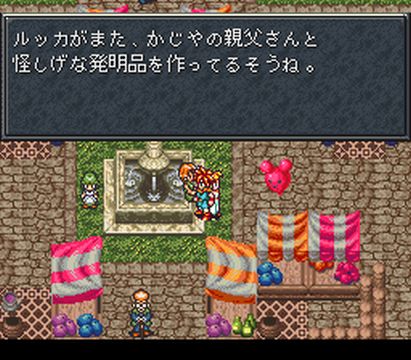 ルッカがまた、かじやの親父さんと
怪しげな発明品を作ってるそうね。